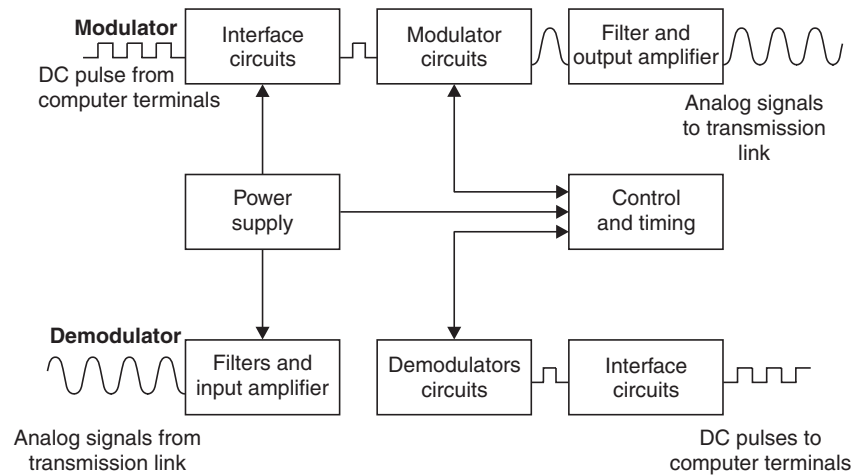 Modulator
DC pulse from
computer terminals
Interface
circuits
Modulator
circuits
Filter and
output amplifier
Analog signals
to transmission
link
Power
supply
Control
and timing
Demodulator
Analog signals from
transmission link
Filters and
input amplifier
Demodulators
circuits
Interface
circuits
DC pulses to
computer terminals